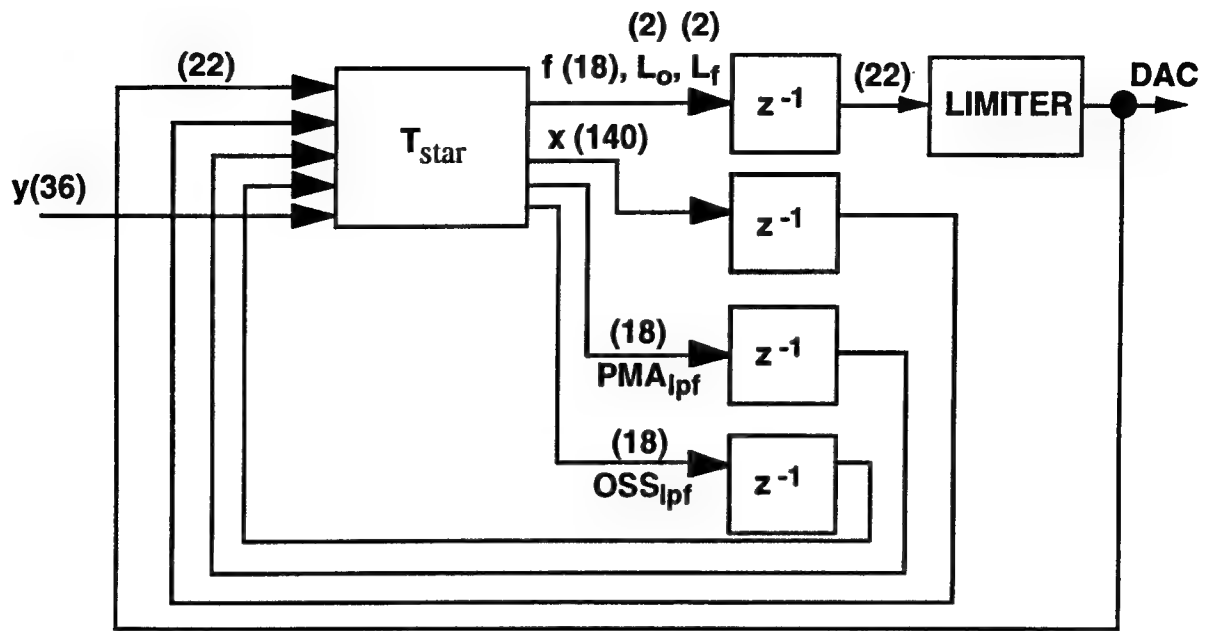 (2) (2)
(22)
f (18), Lo, Lf
(22)
DAC
z -1
LIMITER
Tstar
x (140)
y(36)
z -1
(18)
z -1
PMAlpf
(18)
z -1
OSSlpf